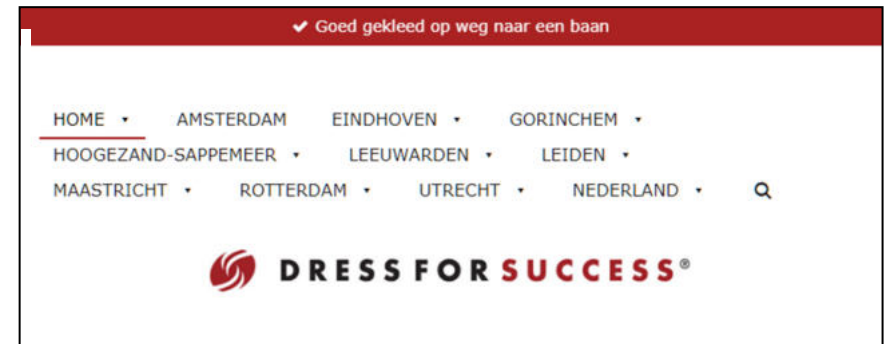 ✔ Goed gekleed op weg naar een baan
HOME ▾ AMSTERDAM EINDHOVEN ▾ GORINCHEM ▾
HOOGEZAND-SAPPEMEER ▾ LEEUWARDEN ▾ LEIDEN ▾
MAASTRICHT ▾ ROTTERDAM ▾ UTRECHT ▾ NEDERLAND ▾
DRESS FOR SUCCESS®